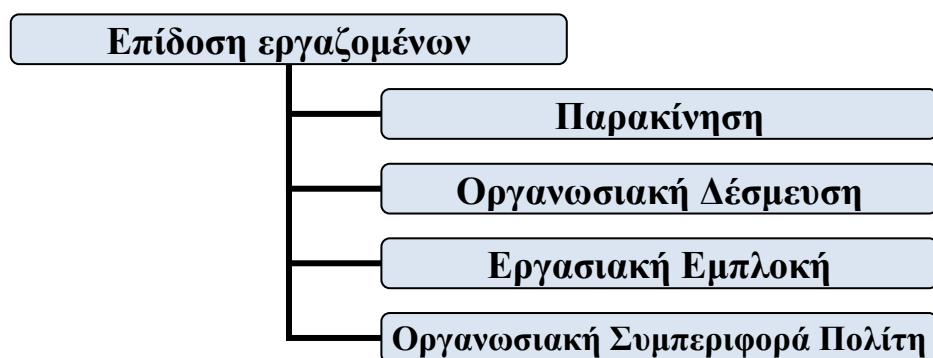 Επίδοση εργαζομένων
Παρακίνηση
Οργανωσιακή Δέσμευση
Εργασιακή Εμπλοκή
Οργανωσιακή Συμπεριφορά Πολίτη